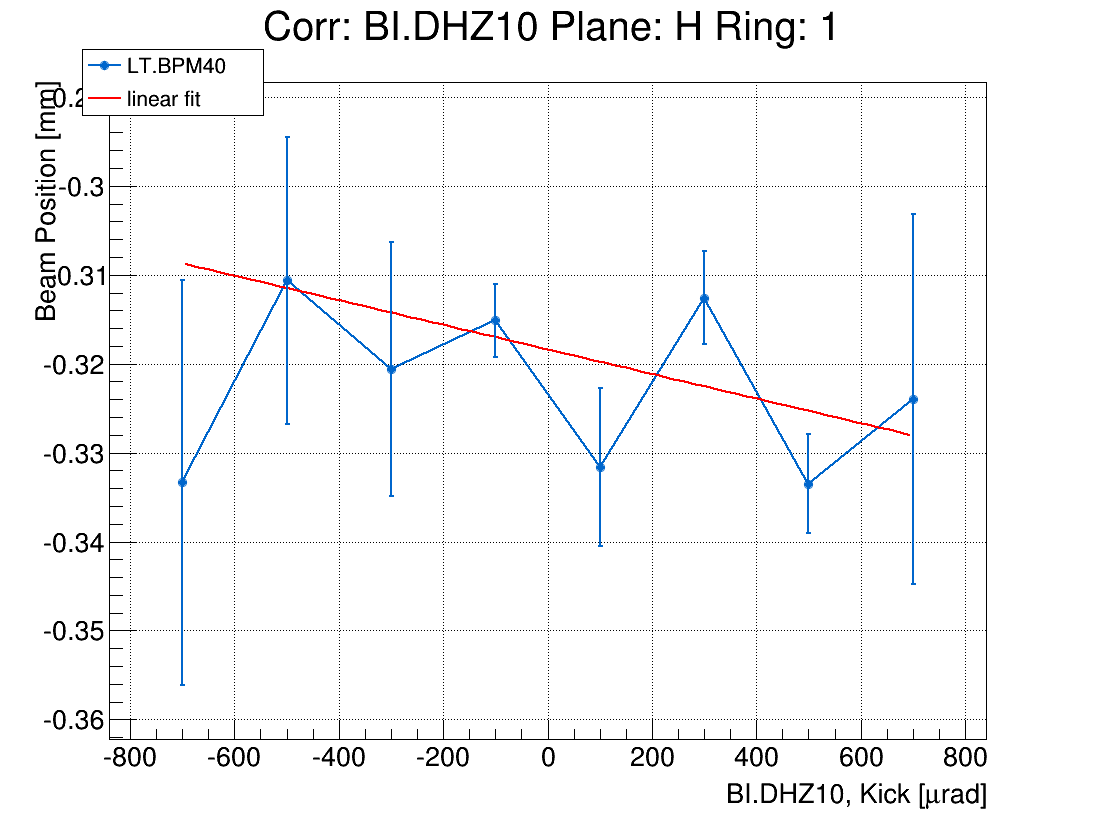 Corr: BI.DHZ10 Plane: H Ring: 1
LT.BPM40
linear fit
Beam Position [mm]
-0.3
0.31
-0.32
-0.33
-0.34
-0.35
-0.36
-800 -600 -400 -200 0 200 400 600 800
BI.DHZ10, Kick [μrad]